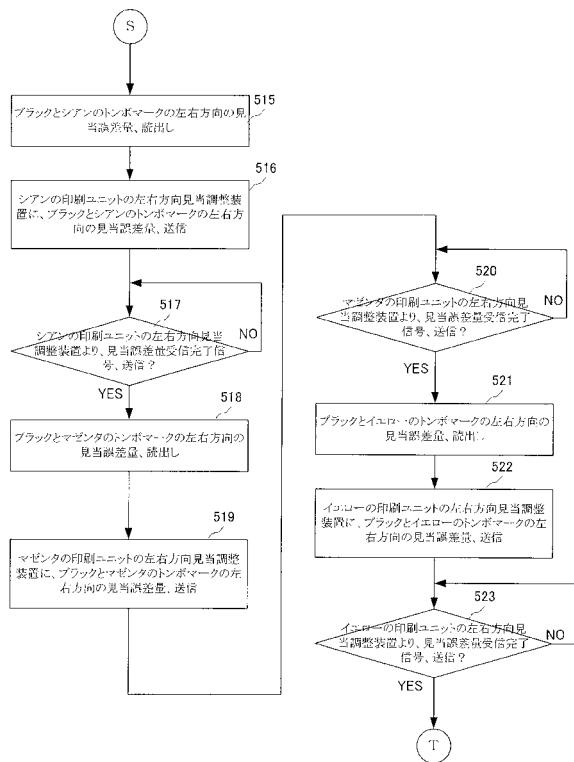 S
515
ブラックとシアンのトンボマークの左右方向の見
当誤差量、読出し
516
シアンの印刷ユニットの左右方向見当調整装
置に、ブラックとシアンのトンボマークの左右方
向の見当誤差量、送信
517
シアンの印刷ユニットの左右方向見当
調整装置より、見当誤差量受信完了信
号、送信？
NO
YES
518
ブラックとマゼンタのトンボマークの左右方向の
見当誤差量、読出し
519
マゼンタの印刷ユニットの左右方向見当調整
装置に、ブラックとマゼンタのトンボマークの左
右方向の見当誤差量、送信
520
マゼンタの印刷ユニットの左右方向見
当調整装置より、見当誤差量受信完了
信号、送信？
NO
YES
521
ブラックとイエローのトンボマークの左右方向の
見当誤差量、読出し
522
イエローの印刷ユニットの左右方向見当調整
装置に、ブラックとイエローのトンボマークの左
右方向の見当誤差量、送信
523
イエローの印刷ユニットの左右方向見
当調整装置より、見当誤差量受信完了
信号、送信？
NO
YES
T